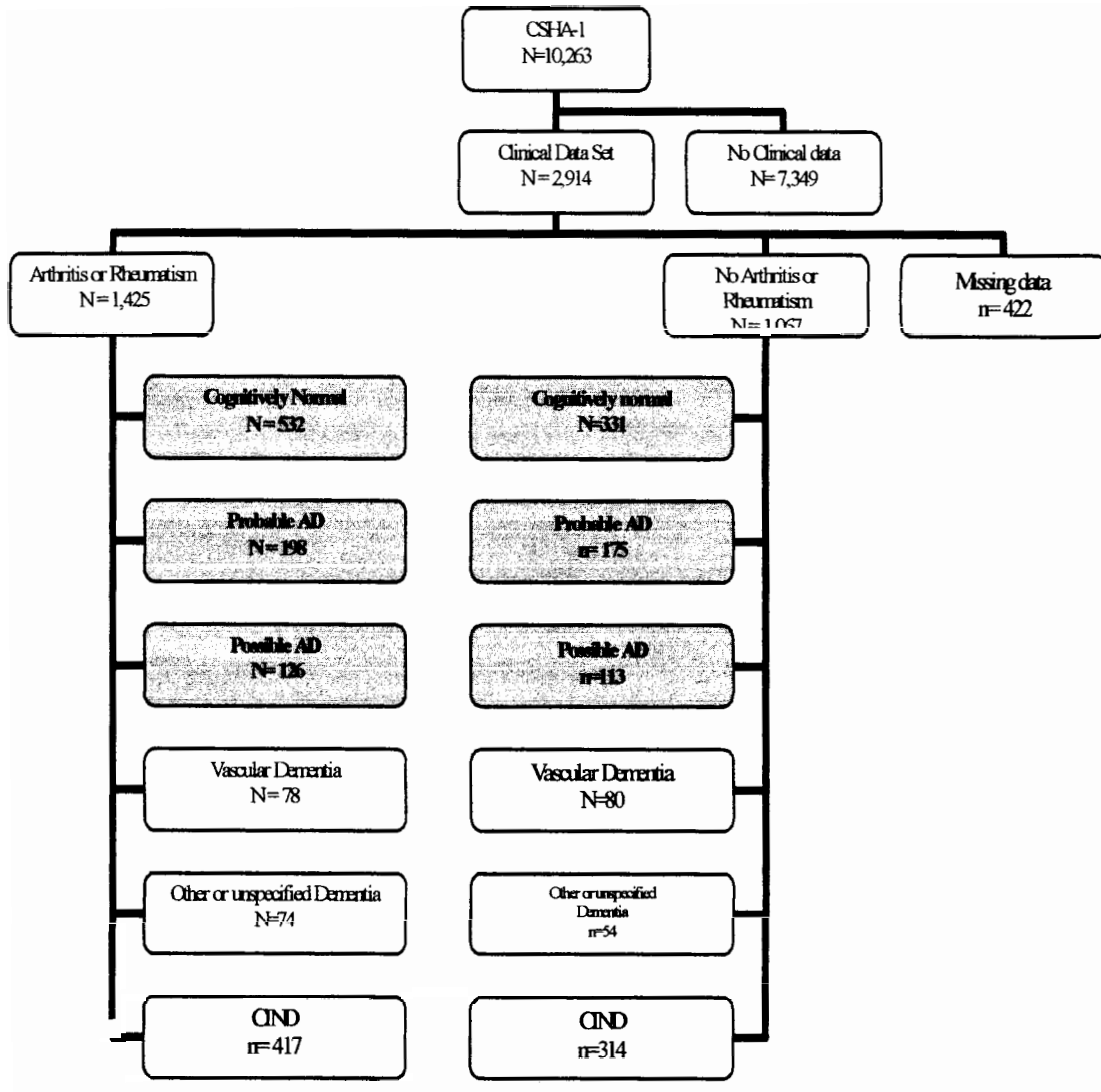 CSHA-1
N=10,263
Clinical Data Set
N = 2,914
No Clinical data
N= 7,349
Arthritis or Rheumatism
N = 1,425
No Arthritis or
Rheumatism
N = 1,067
Missing data
n= 422
Cognitively Normal
N = 532
Cognitively normal
N=331
Probable AD
N = 198
Probable AD
n= 175
Possible AD
N= 126
Possible AD
n=113
Vascular Dementia
N = 78
Vascular Dementia
N=80
Other or unspecified Dementia
N=74
Other or unspecified
Dementia
n=54
CIND
n= 417
CIND
n=314